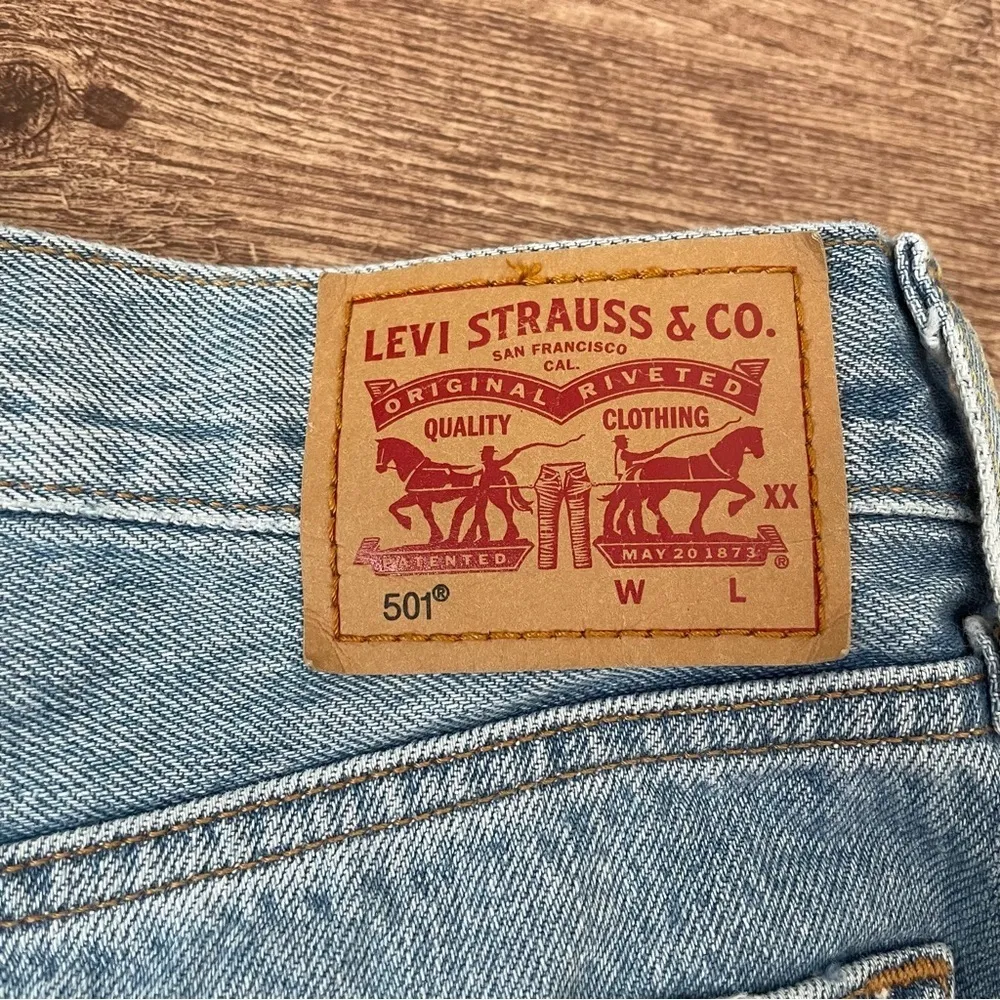 LEVI STRAUSS & CO.
SAN FRANCISCO
CAL.
ORIGINAL RIVETED
QUALITY CLOTHING
XX
PATENTED MAY 20 1873 ®
501® W L